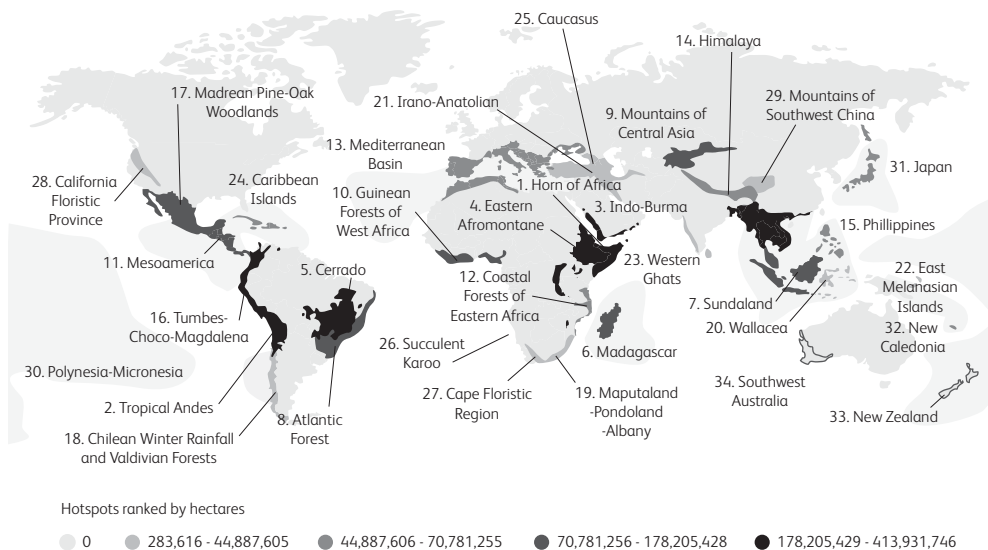 25. Caucasus
14. Himalaya
17. Madrean Pine-Oak
Woodlands
21. Irano-Anatolian
9. Mountains of
Central Asia
29. Mountains of
Southwest China
13. Mediterranean
Basin
31. Japan
28. California
Floristic
Province
24. Caribbean
Islands
10. Guinean
Forests of
West Africa
1. Horn of Africa
4. Eastern
Afromontane
3. Indo-Burma
15. Phillippines
11. Mesoamerica
5. Cerrado
12. Coastal
Forests of
Eastern Africa
23. Western
Ghats
22. East
Melanasian
Islands
7. Sundaland
16. Tumbes-
Choco-Magdalena
20. Wallacea
32. New
Caledonia
26. Succulent
Karoo
6. Madagascar
30. Polynesia-Micronesia
34. Southwest
Australia
27. Cape Floristic
Region
19. Maputaland
-Pondoland
-Albany
2. Tropical Andes
8. Atlantic
Forest
33. New Zealand
18. Chilean Winter Rainfall
and Valdivian Forests
Hotspots ranked by hectares
0
283,616 - 44,887,605
44,887,606 - 70,781,255
70,781,256 - 178,205,428
178,205,429 - 413,931,746